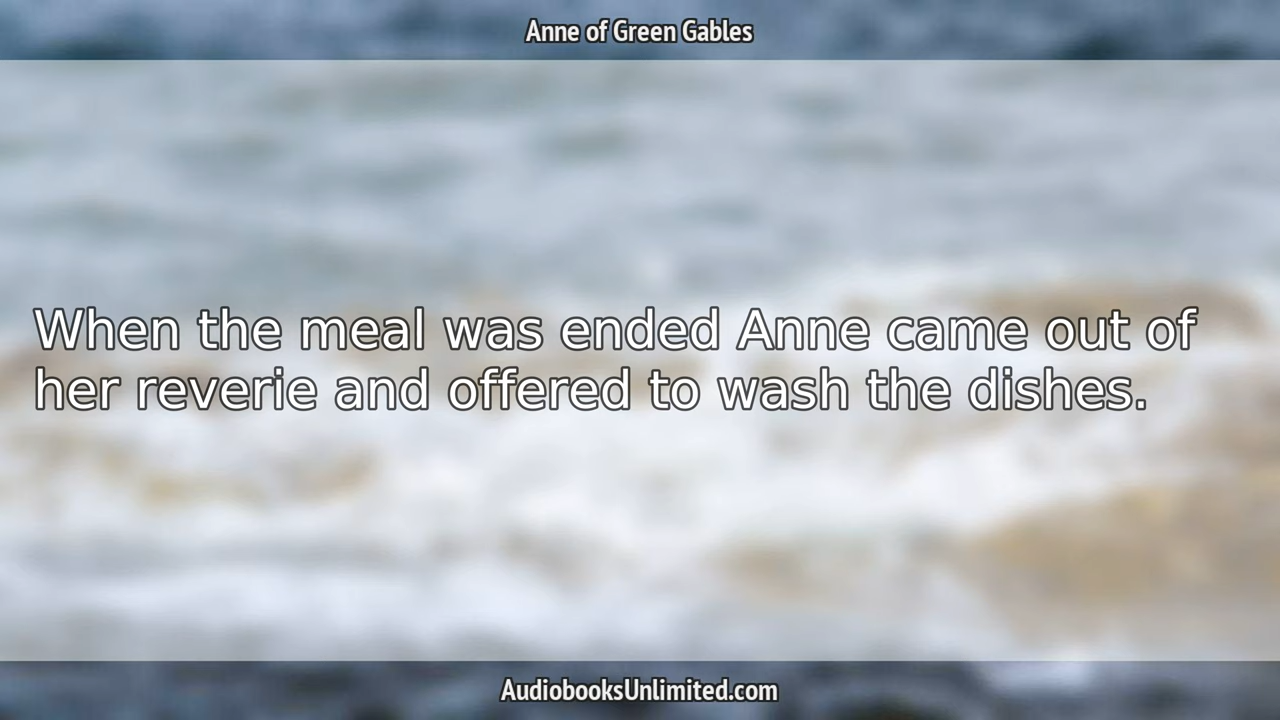 Anne of Green Gables
When the meal was ended Anne came out of
her reverie and offered to wash the dishes.
AudiobooksUnlimited.com